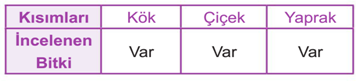 Kısımları Kök Çiçek Yaprak
İncelenen Bitki Var Var Var